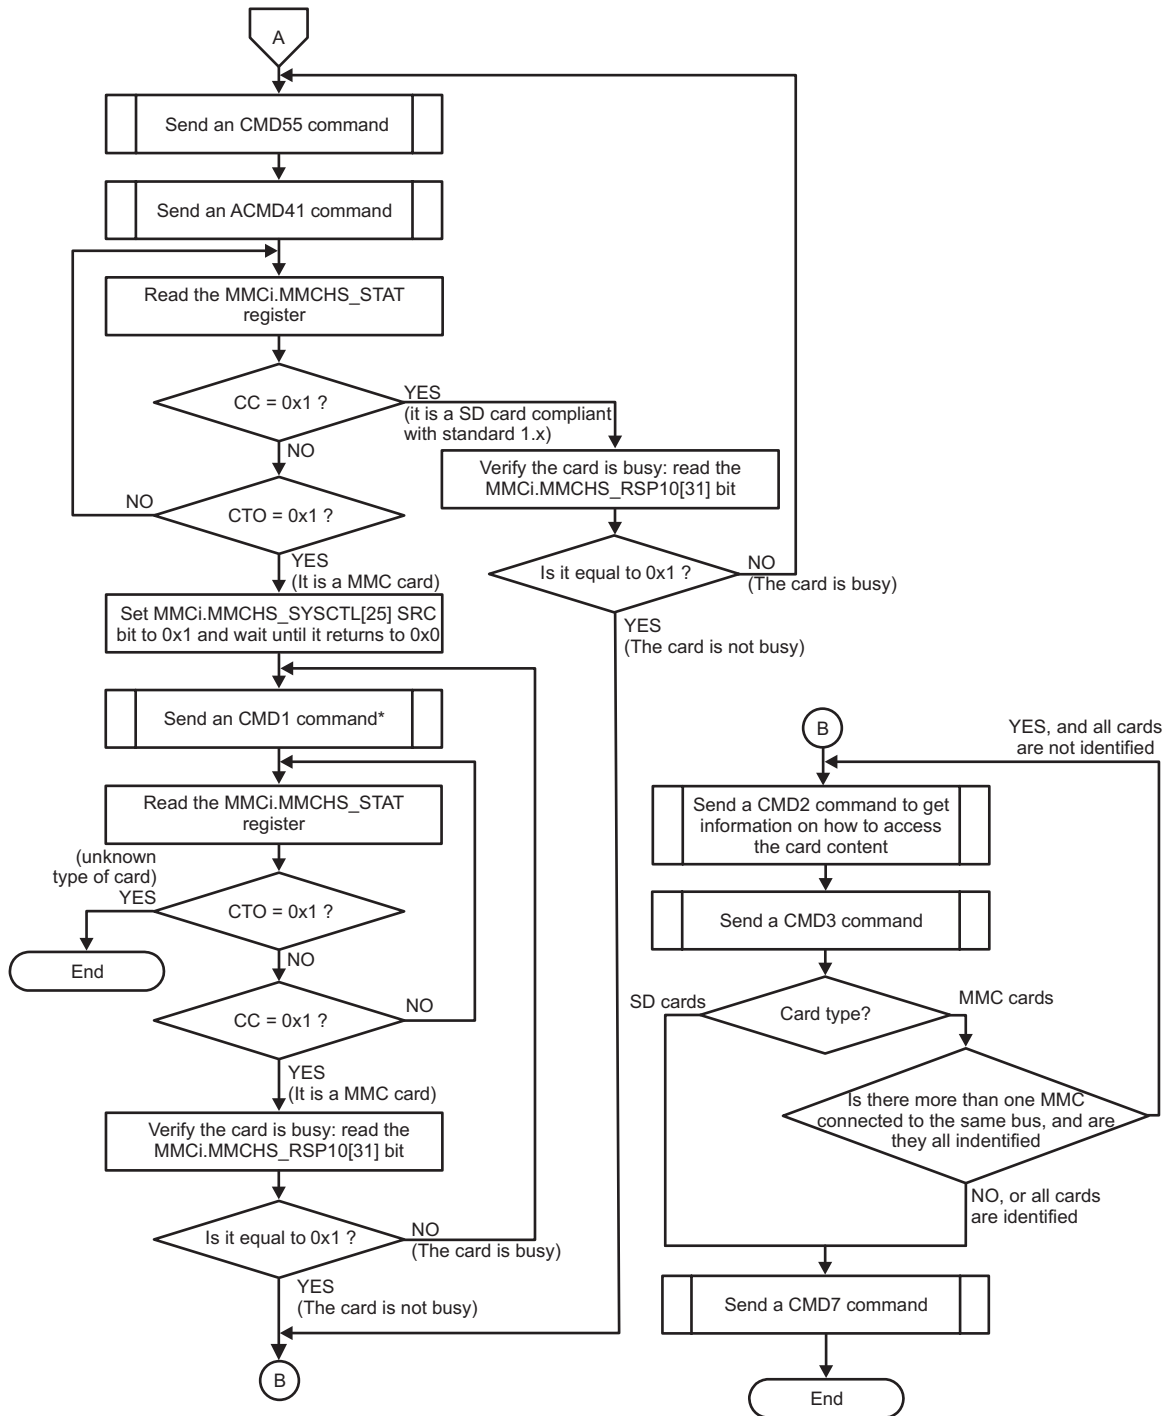 A
Send an CMD55 command
Send an ACMD41 command
Read the MMCi.MMCHS_STAT
register
CC = 0x1 ?
YES
(it is a SD card compliant
with standard 1.x)
NO
Verify the card is busy: read the
MMCi.MMCHS_RSP10[31] bit
NO
CTO = 0x1 ?
YES
(It is a MMC card)
Is it equal to 0x1 ?
NO
(The card is busy)
YES
(The card is not busy)
Set MMCi.MMCHS_SYSCTL[25] SRC
bit to 0x1 and wait until it returns to 0x0
Send an CMD1 command*
Read the MMCi.MMCHS_STAT
register
(unknown
type of card)
YES
CTO = 0x1 ?
End
NO
CC = 0x1 ?
NO
YES
(It is a MMC card)
Verify the card is busy: read the
MMCi.MMCHS_RSP10[31] bit
Is it equal to 0x1 ?
NO
(The card is busy)
YES
(The card is not busy)
B
B
YES, and all cards
are not identified
Send a CMD2 command to get
information on how to access
the card content
Send a CMD3 command
SD cards
Card type?
MMC cards
Is there more than one MMC
connected to the same bus, and are
they all indentified
NO, or all cards
are identified
Send a CMD7 command
End